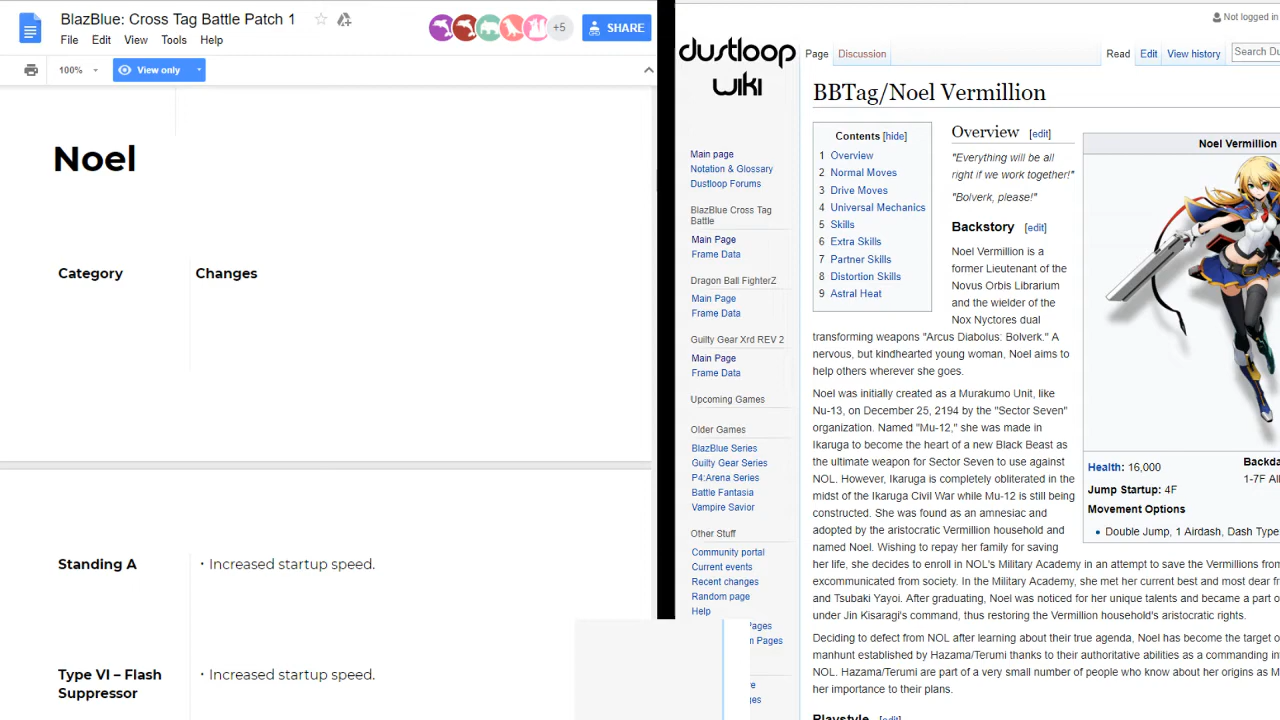 BlazBlue: Cross Tag Battle Patch 1
File Edit View Tools Help
+5
SHARE
100%
View only
Noel
Category Changes
Standing A • Increased startup speed.
Type VI – Flash • Increased startup speed.
Suppressor
dustloop
wiki
Main page
Notation & Glossary
Dustloop Forums
BlazBlue Cross Tag
Battle
Main Page
Frame Data
Dragon Ball FighterZ
Main Page
Frame Data
Guilty Gear Xrd REV 2
Main Page
Frame Data
Upcoming Games
Older Games
BlazBlue Series
Guilty Gear Series
P4:Arena Series
Battle Fantasia
Vampire Savior
Other Stuff
Community portal
Current events
Recent changes
Random page
Help
Pages
Pages
Not logged in
Page Discussion Read Edit View history Search Du
BBTag/Noel Vermillion
Contents [hide]
1 Overview
2 Normal Moves
3 Drive Moves
4 Universal Mechanics
5 Skills
6 Extra Skills
7 Partner Skills
8 Distortion Skills
9 Astral Heat
Overview [edit]
"Everything will be all
right if we work together!"
"Bolverk, please!"
Backstory [edit]
Noel Vermillion is a
former Lieutenant of the
Novus Orbis Librarium
and the wielder of the
Nox Nyctores dual
transforming weapons "Arcus Diabolus: Bolverk." A
nervous, but kindhearted young woman, Noel aims to
help others wherever she goes.
Noel was initially created as a Murakumo Unit, like
Nu-13, on December 25, 2194 by the "Sector Seven"
organization. Named "Mu-12," she was made in
Ikaruga to become the heart of a new Black Beast as
the ultimate weapon for Sector Seven to use against
NOL. However, Ikaruga is completely obliterated in the
midst of the Ikaruga Civil War while Mu-12 is still being
constructed. She was found as an amnesiac and
adopted by the aristocratic Vermillion household and
named Noel. Wishing to repay her family for saving
her life, she decides to enroll in NOL's Military Academy in an attempt to save the Vermillions from
excommunicated from society. In the Military Academy, she met her current best and most dear fr
and Tsubaki Yayoi. After graduating, Noel was noticed for her unique talents and became a part o
under Jin Kisaragi's command, thus restoring the Vermillion household's aristocratic rights.
Deciding to defect from NOL after learning about their true agenda, Noel has become the target o
manhunt established by Hazama/Terumi thanks to their authoritative abilities as a commanding in
NOL. Hazama/Terumi are part of a very small number of people who know about her origins as M
her importance to their plans.
Playstyle [edit]
Noel Vermillion
Health: 16,000
Jump Startup: 4F
Movement Options
• Double Jump, 1 Airdash, Dash Type
Backda
1-7F All